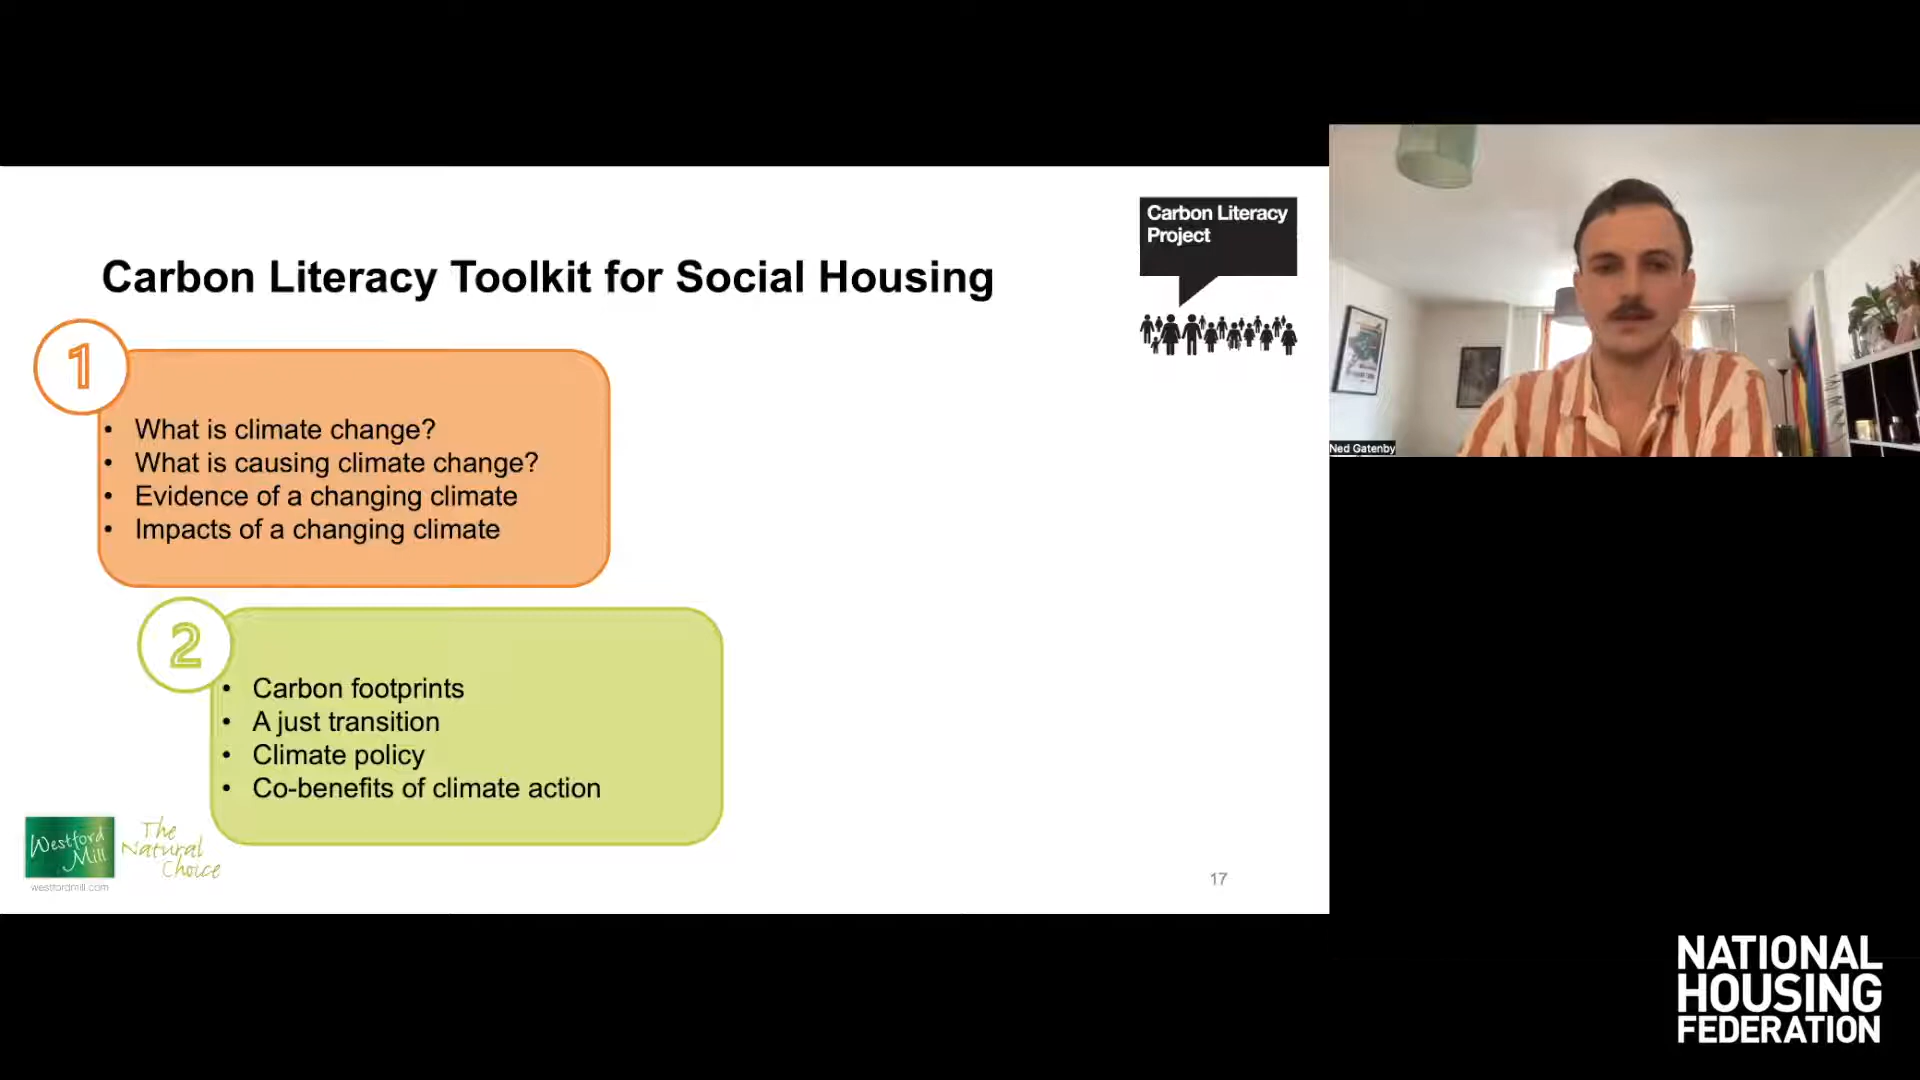 Carbon Literacy
Project
Carbon Literacy Toolkit for Social Housing
1
• What is climate change?
• What is causing climate change?
• Evidence of a changing climate
• Impacts of a changing climate
2
• Carbon footprints
• A just transition
• Climate policy
• Co-benefits of climate action
Westford
Mill
westfordmill.com
The
Natural
Choice
17
Ned Gatenby
NATIONAL
HOUSING
FEDERATION